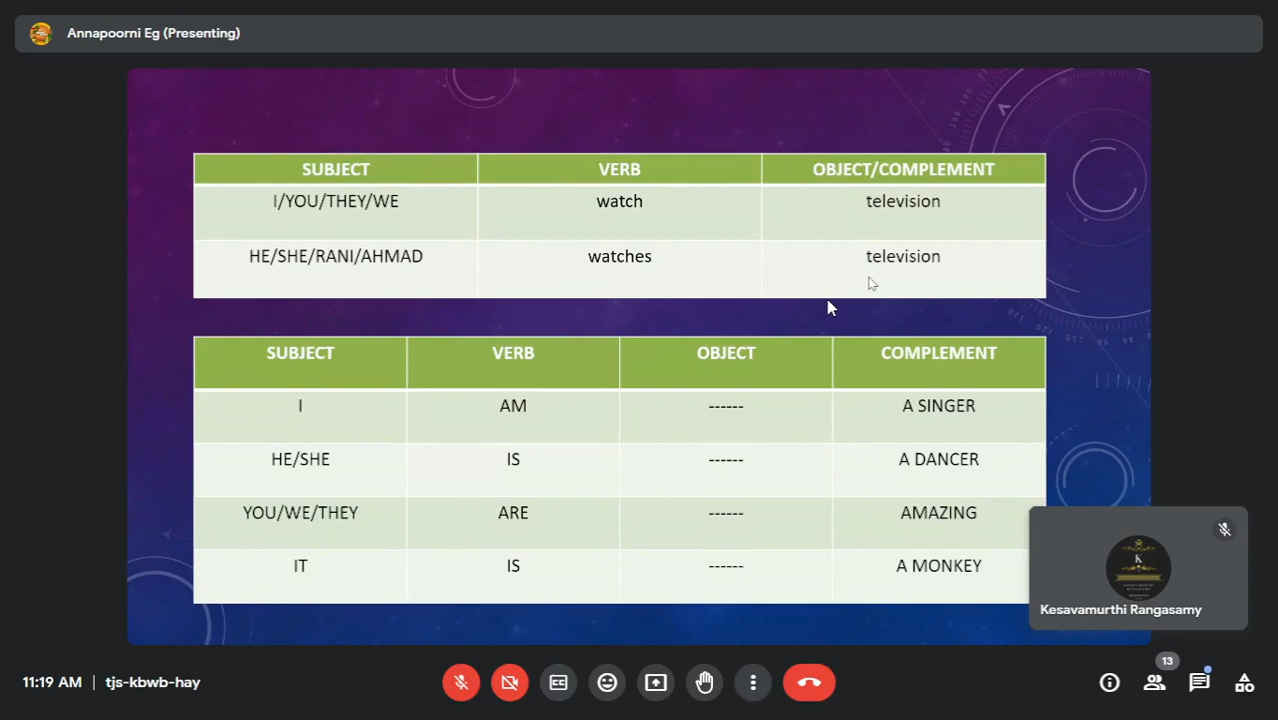 Annapoorni Eg (Presenting)
SUBJECT VERB OBJECT/COMPLEMENT
I/YOU/THEY/WE watch television
HE/SHE/RANI/AHMAD watches television
SUBJECT VERB OBJECT COMPLEMENT
I AM ------ A SINGER
HE/SHE IS ------ A DANCER
YOU/WE/THEY ARE ------ AMAZING
IT IS ------ A MONKEY
K
Kesavamurthi Rangasamy
11:19 AM | tjs-kbwb-hay
CC
13